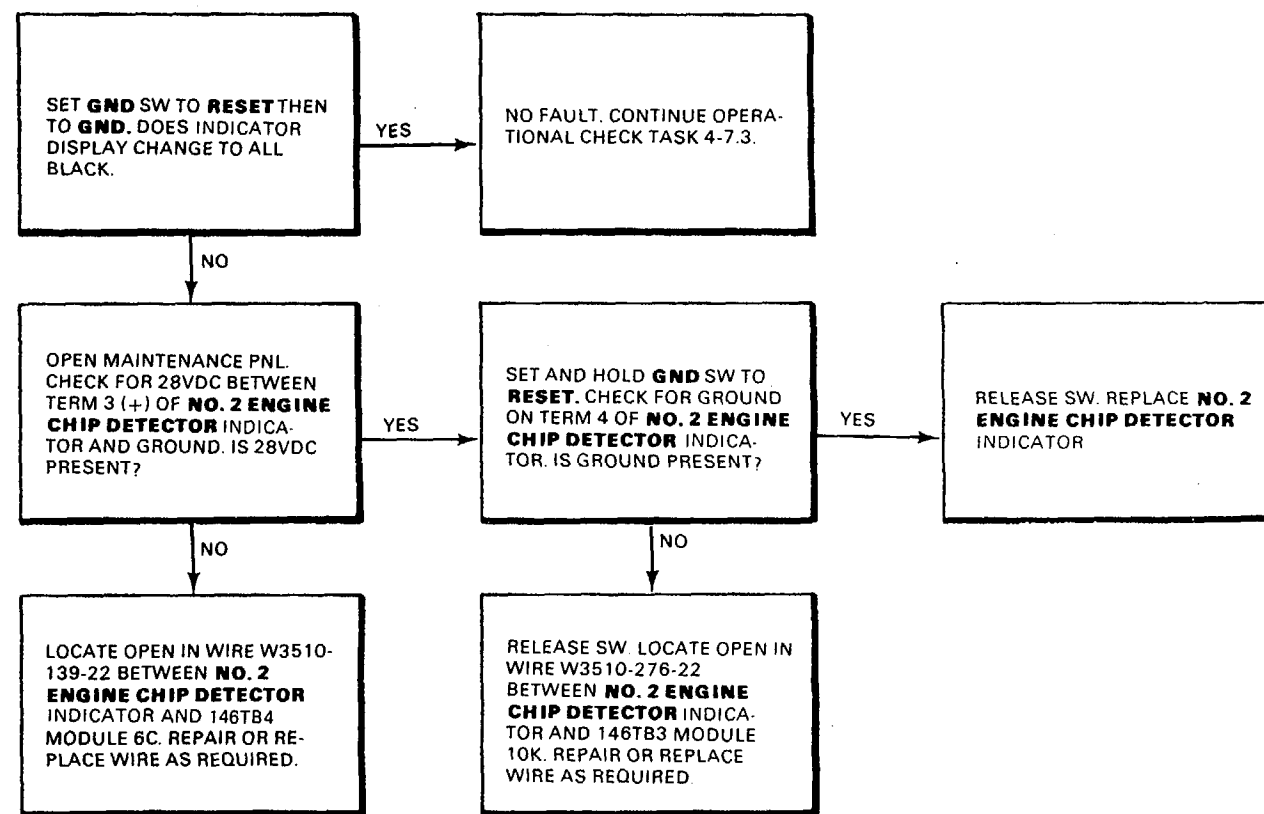 SET GND SW TO RESET THEN
TO GND. DOES INDICATOR
DISPLAY CHANGE TO ALL
BLACK.
YES
NO FAULT. CONTINUE OPERA-
TIONAL CHECK TASK 4-7.3.
NO
OPEN MAINTENANCE PNL.
CHECK FOR 28VDC BETWEEN
TERM 3 (+) OF NO. 2 ENGINE
CHIP DETECTOR INDICA-
TOR AND GROUND. IS 28VDC
PRESENT?
YES
SET AND HOLD GND SW TO
RESET. CHECK FOR GROUND
ON TERM 4 OF NO. 2 ENGINE
CHIP DETECTOR INDICA-
TOR. IS GROUND PRESENT?
YES
RELEASE SW. REPLACE NO. 2
ENGINE CHIP DETECTOR
INDICATOR
NO
LOCATE OPEN IN WIRE W3510-
139-22 BETWEEN NO. 2
ENGINE CHIP DETECTOR
INDICATOR AND 146TB4
MODULE 6C. REPAIR OR RE-
PLACE WIRE AS REQUIRED.
NO
RELEASE SW. LOCATE OPEN IN
WIRE W3510-276-22
BETWEEN NO. 2 ENGINE
CHIP DETECTOR INDICA-
TOR AND 146TB3 MODULE
10K. REPAIR OR REPLACE
WIRE AS REQUIRED.